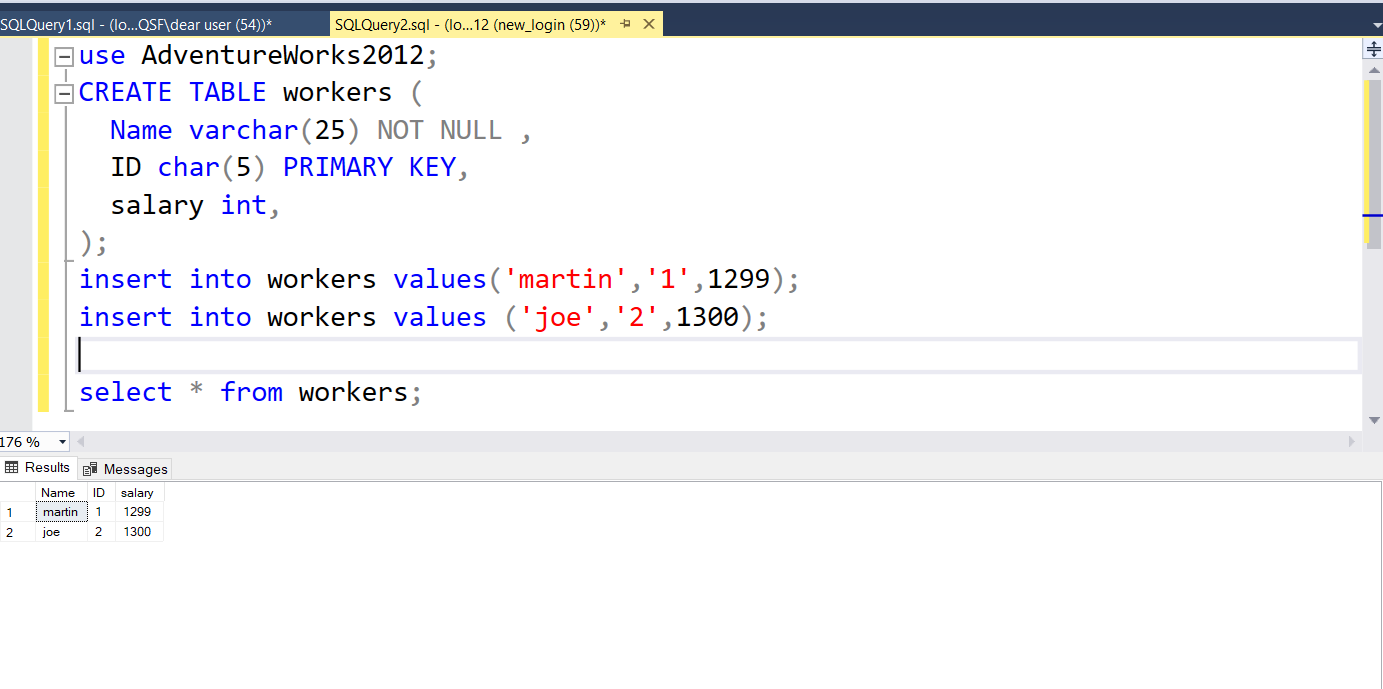 SQLQuery1.sql - (lo...QSF\dear user (54))* SQLQuery2.sql - (lo...12 (new_login (59))*
use AdventureWorks2012;
CREATE TABLE workers (
Name varchar(25) NOT NULL ,
ID char(5) PRIMARY KEY,
salary int,
);
insert into workers values('martin','1',1299);
insert into workers values ('joe','2',1300);
select * from workers;
176 %
Results Messages
Name ID salary
1 martin 1 1299
2 joe 2 1300